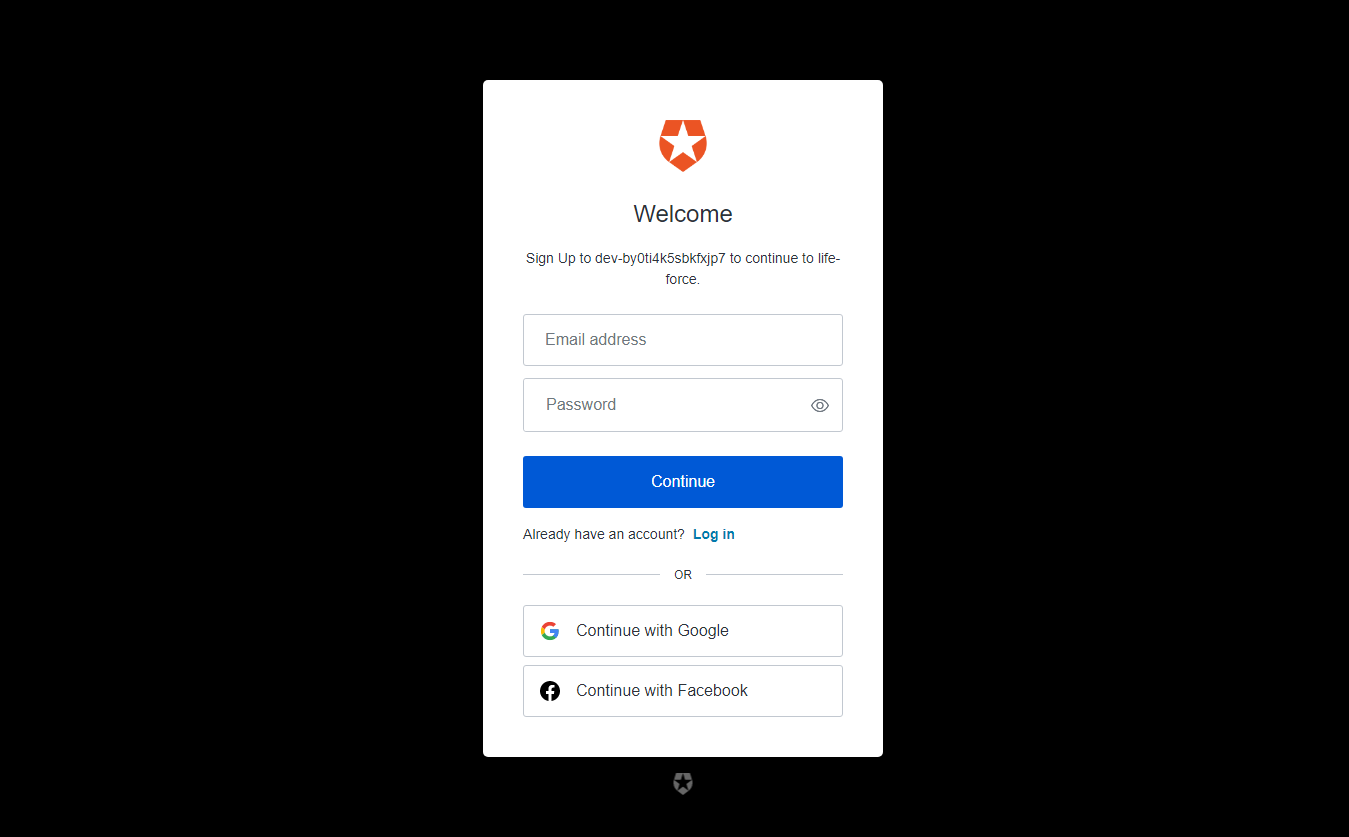 Welcome
Sign Up to dev-by0ti4k5sbkfxjp7 to continue to life-
force.
Email address
Password
Continue
Already have an account? Log in
OR
Continue with Google
Continue with Facebook